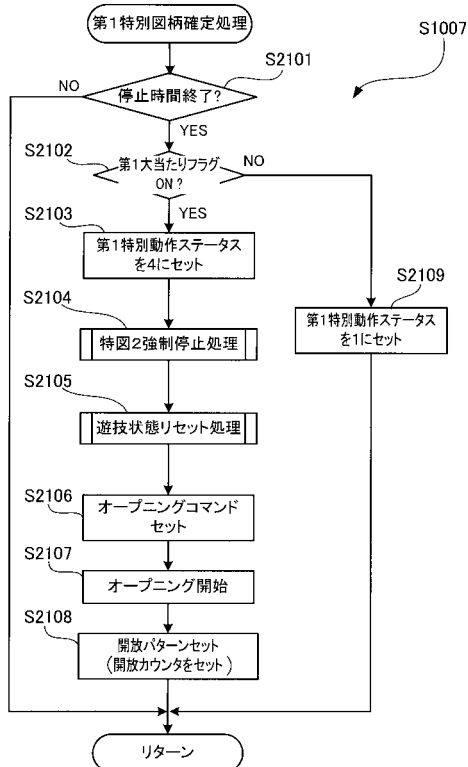 第1特別図柄確定処理
S1007
S2101
停止時間終了?
NO
YES
S2102
第1大当たりフラグ
ON?
NO
YES
S2103
第1特別動作ステータス
を4にセット
S2109
第1特別動作ステータス
を1にセット
S2104
特図2強制停止処理
S2105
遊技状態リセット処理
S2106
オープニングコマンド
セット
S2107
オープニング開始
S2108
開放パターンセット
(開放カウンタをセット)
リターン